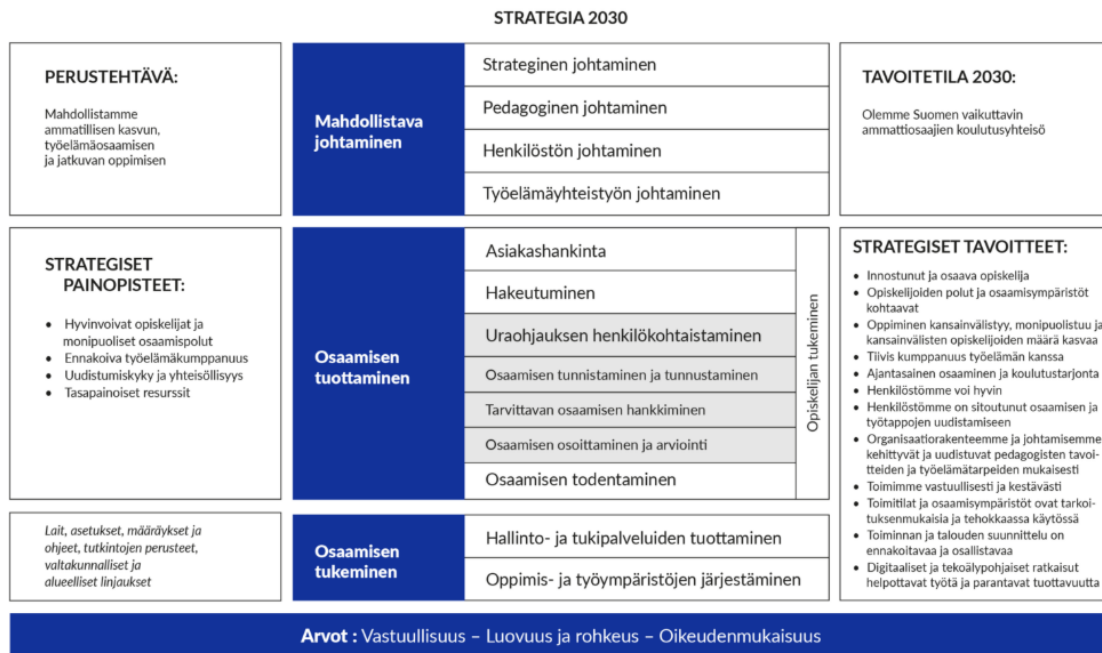 STRATEGIA 2030
PERUSTEHTÄVÄ:
Mahdollistamme
ammatillisen kasvun,
työelämäosaamisen
ja jatkuvan oppimisen
Mahdollistava
johtaminen
Strateginen johtaminen
Pedagoginen johtaminen
Henkilöstön johtaminen
Työelämäyhteistyön johtaminen
TAVOITETILA 2030:
Olemme Suomen vaikuttavin
ammattiosaajien koulutusyhteisö
STRATEGISET
PAINOPISTEET:
• Hyvinvoivat opiskelijat ja
monipuoliset osaamispolut
• Ennakoiva työelämäkumppanuus
• Uudistumiskyky ja yhteisöllisyys
• Tasapainoiset resurssit
Osaamisen
tuottaminen
Asiakashankinta
Hakeutuminen
Uraohjauksen henkilökohtaistaminen
Osaamisen tunnistaminen ja tunnustaminen
Tarvittavan osaamisen hankkiminen
Osaamisen osoittaminen ja arviointi
Osaamisen todentaminen
Opiskelijan tukeminen
STRATEGISET TAVOITTEET:
• Innostunut ja osaava opiskelija
• Opiskelijoiden polut ja osaamisympäristöt
kohtaavat
• Oppiminen kansainvälistyy, monipuolistuu ja
kansainvälisten opiskelijoiden määrä kasvaa
• Tiivis kumppanuus työelämän kanssa
• Ajantasainen osaaminen ja koulutustarjonta
• Henkilöstömme voi hyvin
• Henkilöstömme on sitoutunut osaamisen ja
työtappojen uudistamiseen
• Organisaatiorakenteemme ja johtamisemme
kehittyvät ja uudistuvat pedagogisten tavoi-
tteiden ja työelämätarpeiden mukaisesti
• Toimimme vastuullisesti ja kestävästi
• Toimitilat ja osaamisympäristöt ovat tarkoi-
tuksenmukaisia ja tehokkaassa käytössä
• Toiminnan ja talouden suunnittelu on
ennakoitavaa ja osallistavaa
• Digitaaliset ja tekoälypohjaiset ratkaisut
helpottavat työtä ja parantavat tuottavuutta
Lait, asetukset, määräykset ja
ohjeet, tutkintojen perusteet,
valtakunnalliset ja
alueelliset linjaukset
Osaamisen
tukeminen
Hallinto- ja tukipalveluiden tuottaminen
Oppimis- ja työympäristöjen järjestäminen
Arvot : Vastuullisuus – Luovuus ja rohkeus – Oikeudenmukaisuus